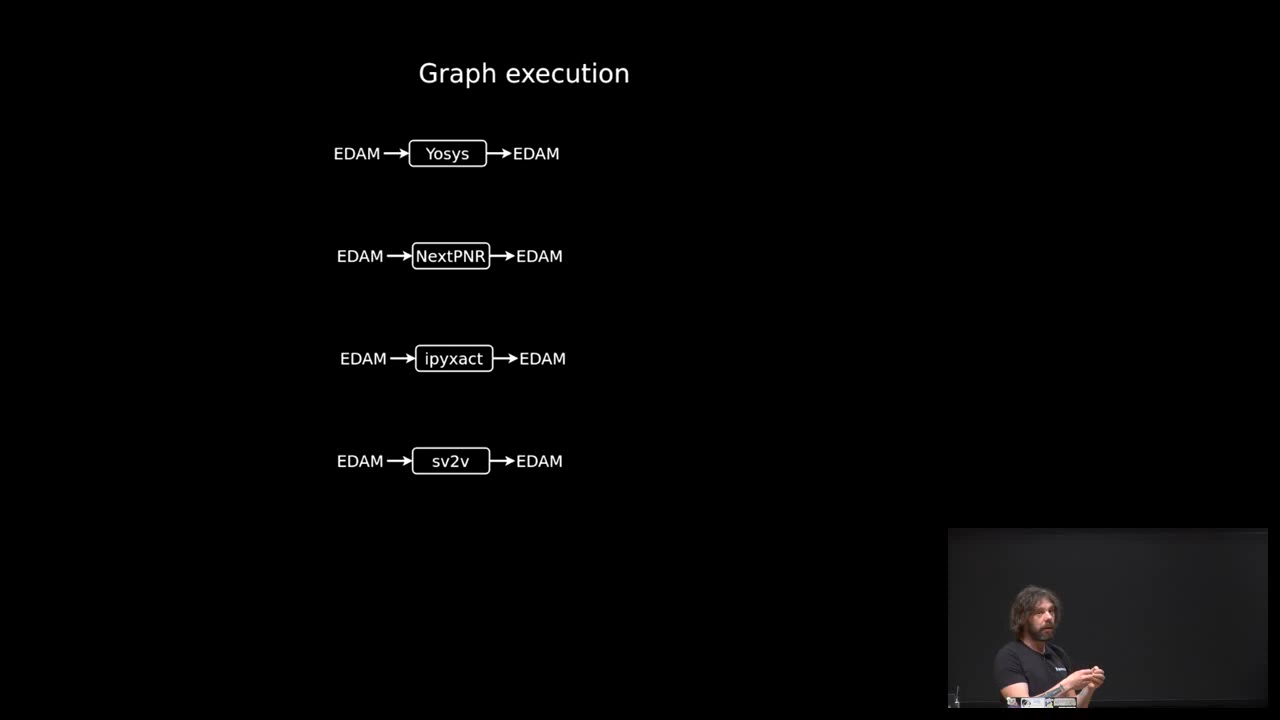 Graph execution
EDAM Yosys EDAM
EDAM NextPNR EDAM
EDAM ipyxact EDAM
EDAM sv2v EDAM